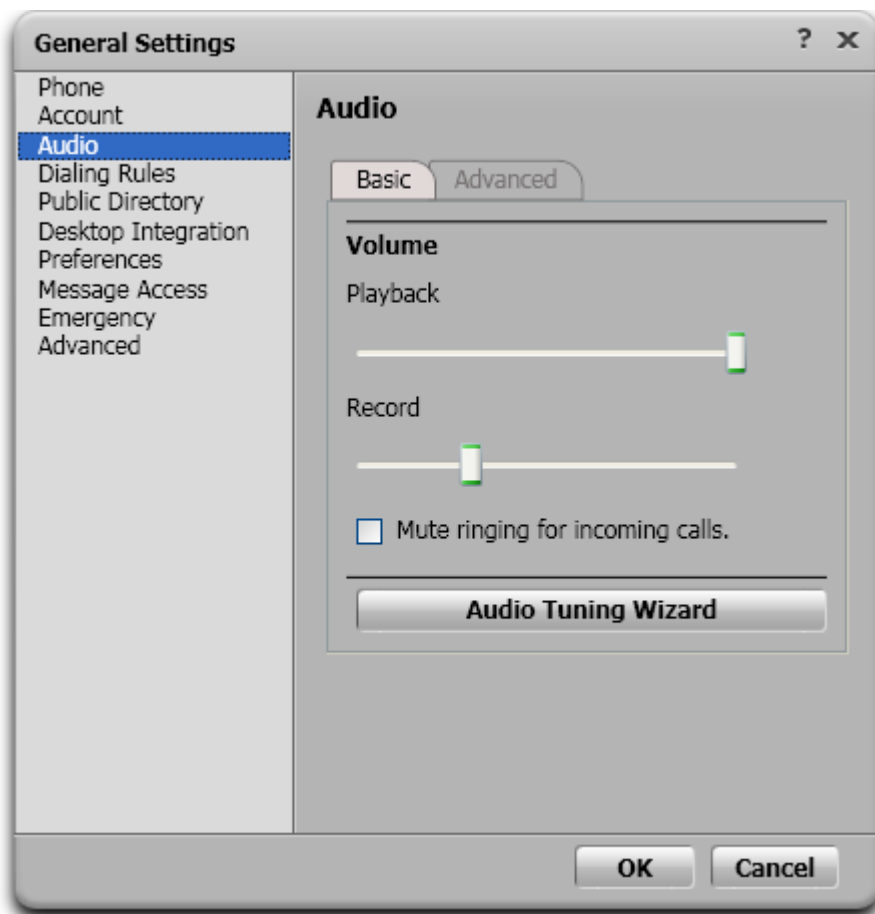 General Settings
?
Phone
Account
Audio
Dialing Rules
Public Directory
Desktop Integration
Preferences
Message Access
Emergency
Advanced
Audio
Basic Advanced
Volume
Playback
Record
Mute ringing for incoming calls.
Audio Tuning Wizard
OK Cancel